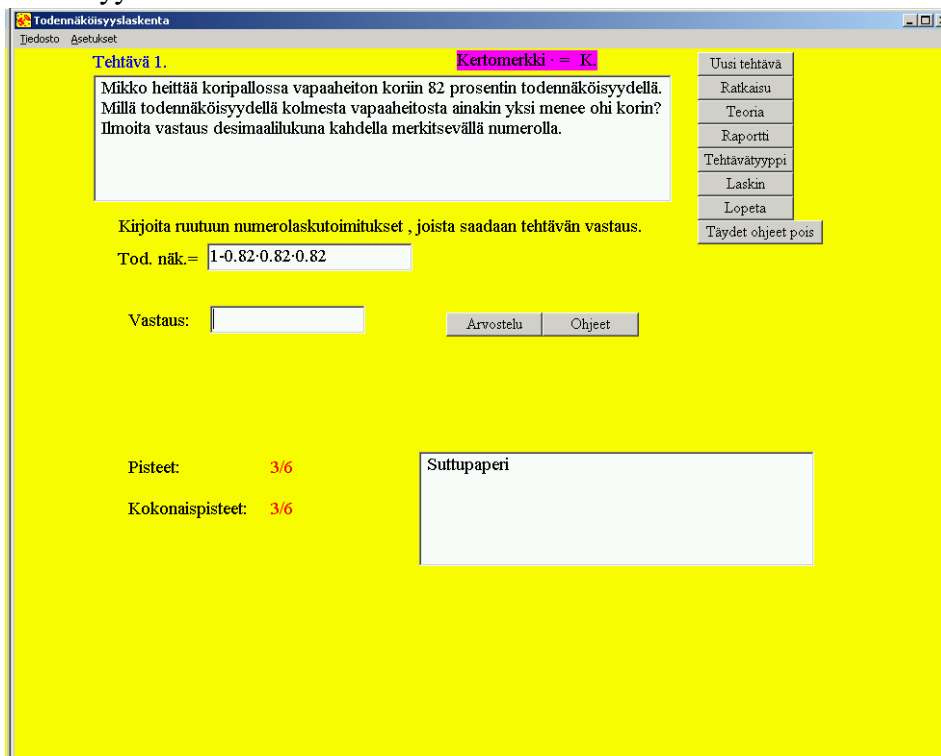 Todennäköisyyslaskenta
Tiedosto Asetukset
Tehtävä 1.
Kertomerkki · = K.
Mikko heittää koripallossa vapaaheiton koriin 82 prosentin todennäköisyydellä.
Millä todennäköisyydellä kolmesta vapaaheitosta ainakin yksi menee ohi korin?
Ilmoita vastaus desimaalilukuna kahdella merkitsevällä numerolla.
Uusi tehtävä
Ratkaisu
Teoria
Raportti
Tehtävätyyppi
Laskin
Lopeta
Täydet ohjeet pois
Kirjoita ruutuun numerolaskutoimitukset , joista saadaan tehtävän vastaus.
Tod. näk.= 1-0.82·0.82·0.82
Vastaus:
Arvostelu Ohjeet
Pisteet: 3/6
Kokonaispisteet: 3/6
Suttupaperi